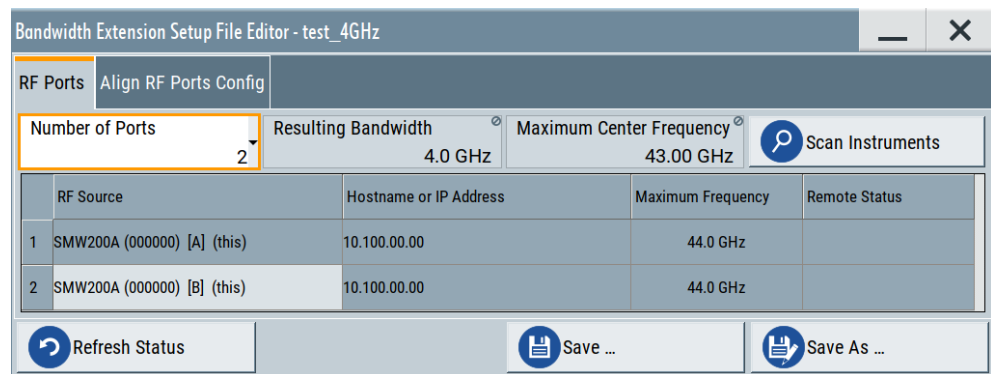 Bandwidth Extension Setup File Editor - test_4GHz
RF Ports Align RF Ports Config
Number of Ports Resulting Bandwidth Maximum Center Frequency Scan Instruments
2 4.0 GHz 43.00 GHz
RF Source Hostname or IP Address Maximum Frequency Remote Status
1 SMW200A (000000) [A] (this) 10.100.00.00 44.0 GHz
2 SMW200A (000000) [B] (this) 10.100.00.00 44.0 GHz
Refresh Status Save ... Save As ...